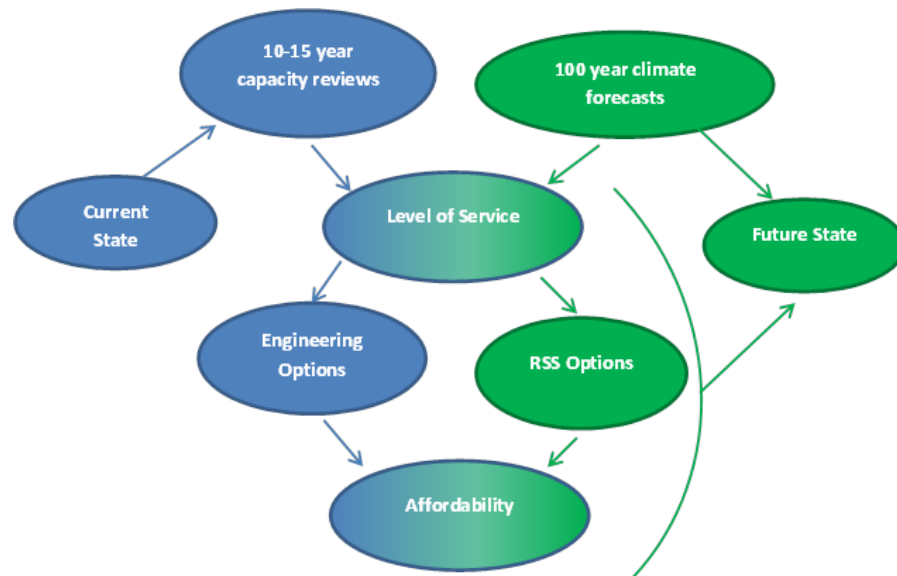 10-15 year
capacity reviews
100 year climate
forecasts
Current
State
Level of Service
Future State
Engineering
Options
RSS Options
Affordability